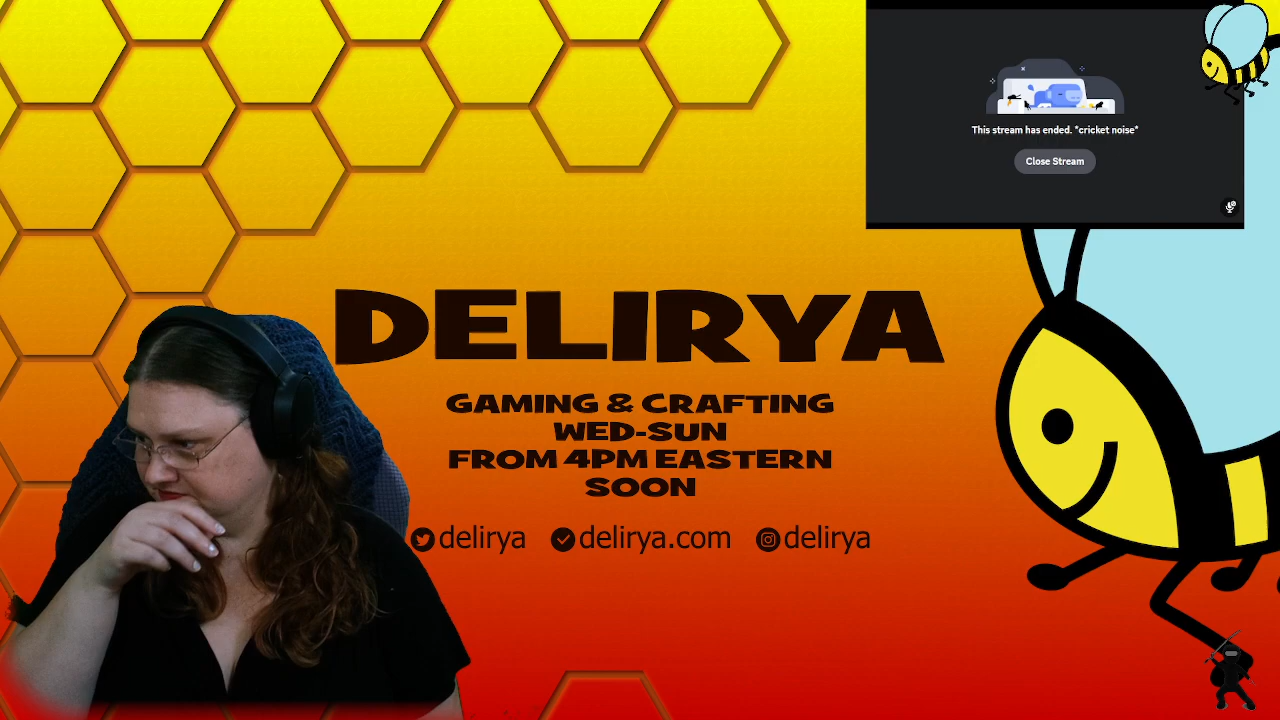 This stream has ended. *cricket noise*
Close Stream
DELIRYA
GAMING & CRAFTING
WED-SUN
FROM 4PM EASTERN
SOON
delirya delirya.com delirya